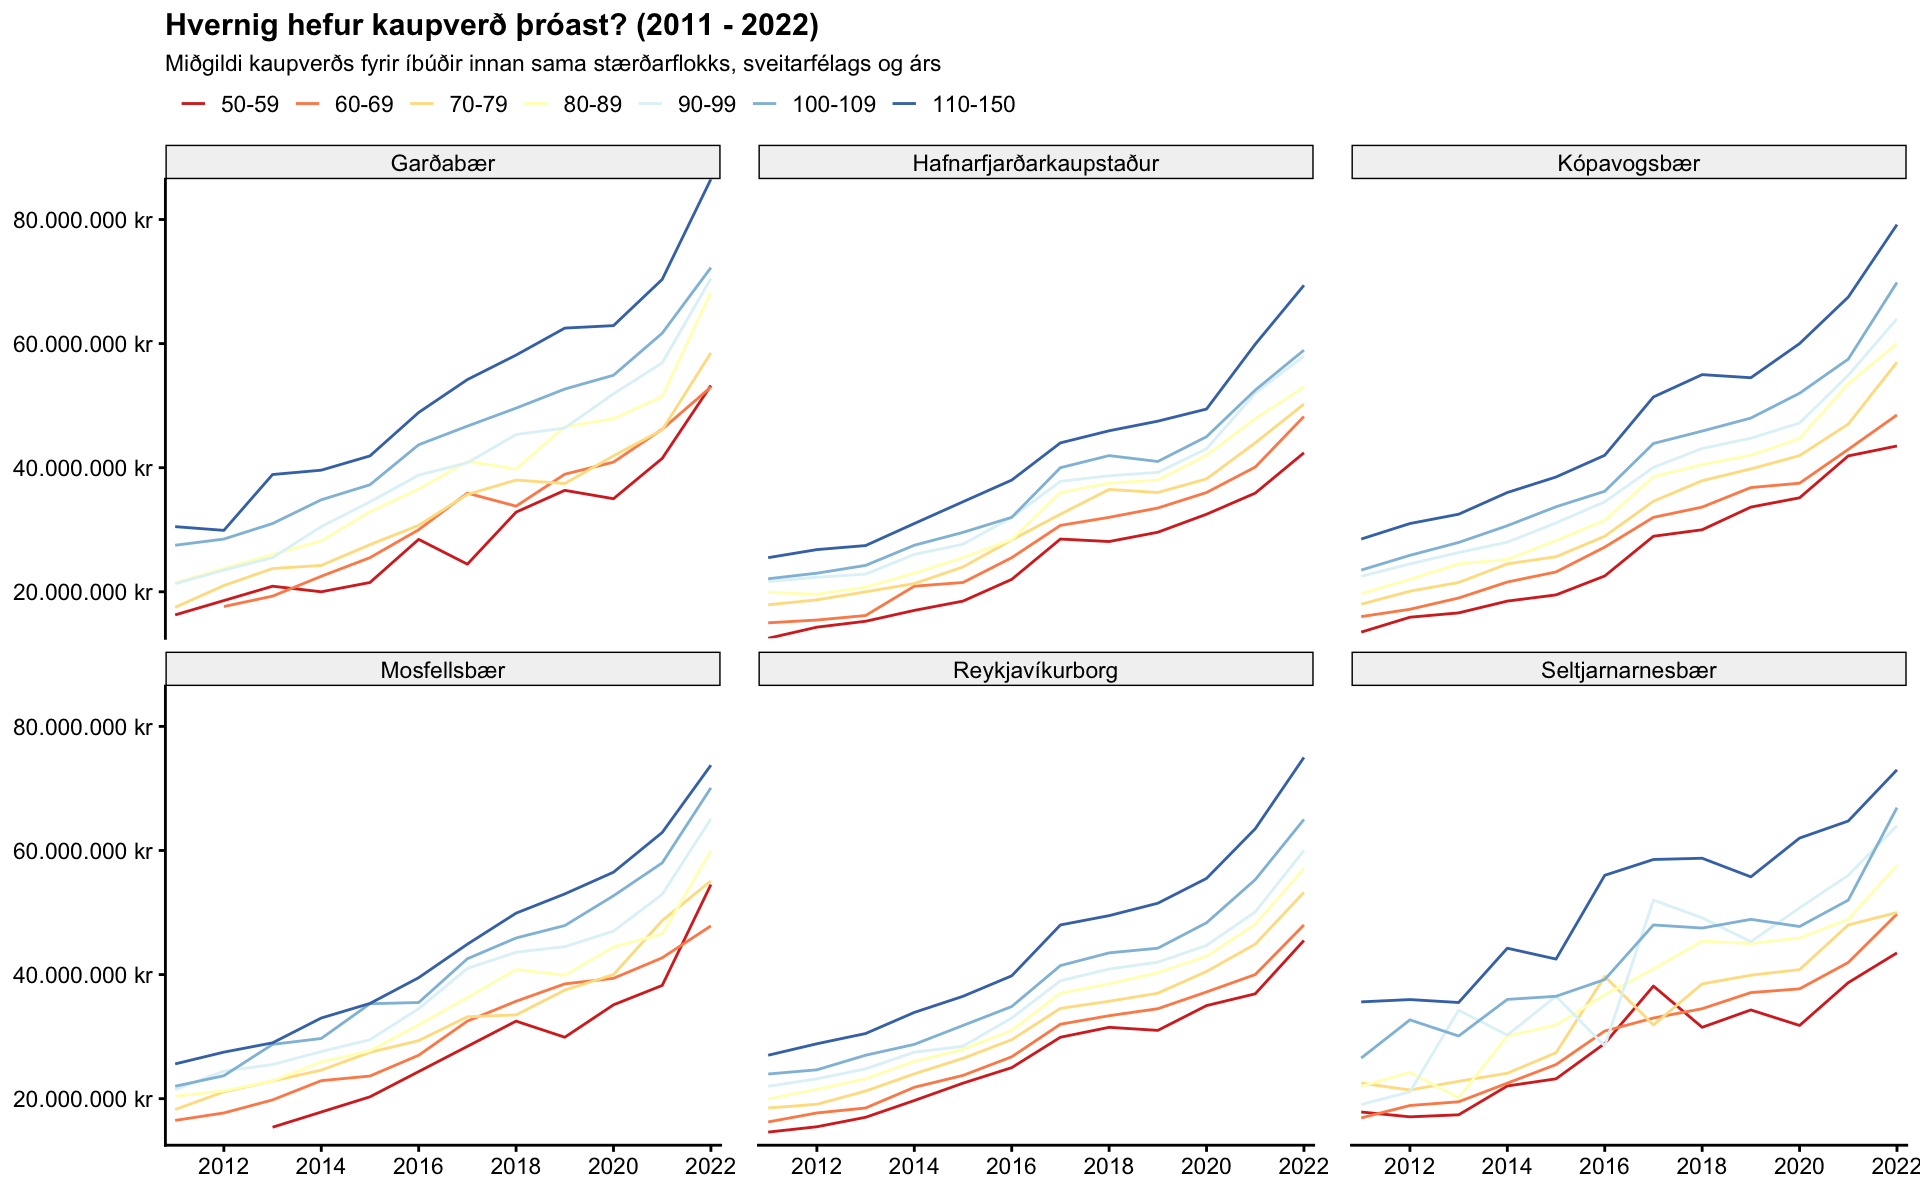 Hvernig hefur kaupverð þróast? (2011 - 2022)
Miðgildi kaupverðs fyrir íbúðir innan sama stærðarflokks, sveitarfélags og árs
50-59 60-69 70-79 80-89 90-99 100-109 110-150
Garðabær Hafnarfjarðarkaupstaður Kópavogsbær
80.000.000 kr
60.000.000 kr
40.000.000 kr
20.000.000 kr
Mosfellsbær Reykjavíkurborg Seltjarnarnesbær
80.000.000 kr
60.000.000 kr
40.000.000 kr
20.000.000 kr
2012 2014 2016 2018 2020 2022 2012 2014 2016 2018 2020 2022 2012 2014 2016 2018 2020 2022